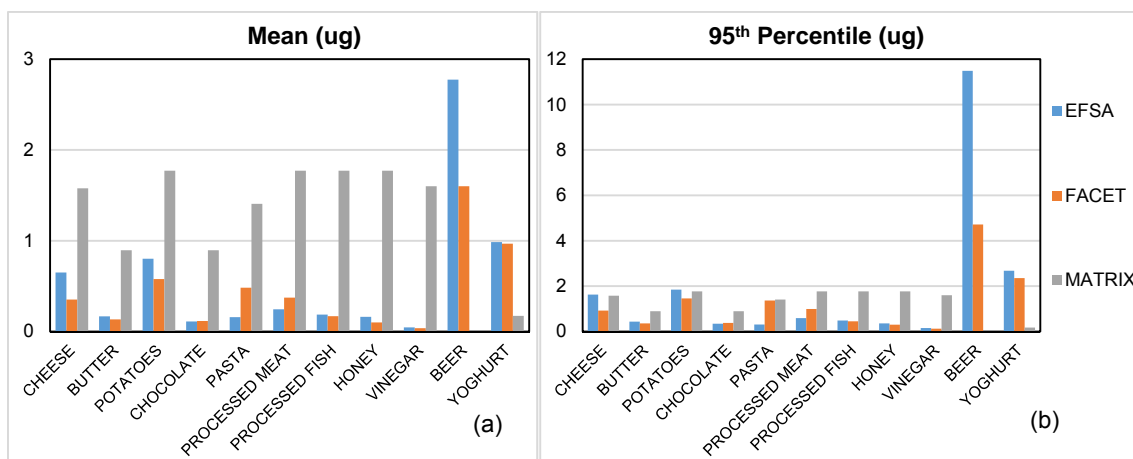 Mean (ug)
3
2
1
0
CHEESE
BUTTER
POTATOES
CHOCOLATE
PASTA
PROCESSED MEAT
PROCESSED FISH
HONEY
VINEGAR
BEER
YOGHURT
(a)
95th Percentile (ug)
12
10
8
6
4
2
0
CHEESE
BUTTER
POTATOES
CHOCOLATE
PASTA
PROCESSED MEAT
PROCESSED FISH
HONEY
VINEGAR
BEER
YOGHURT
(b)
EFSA
FACET
MATRIX